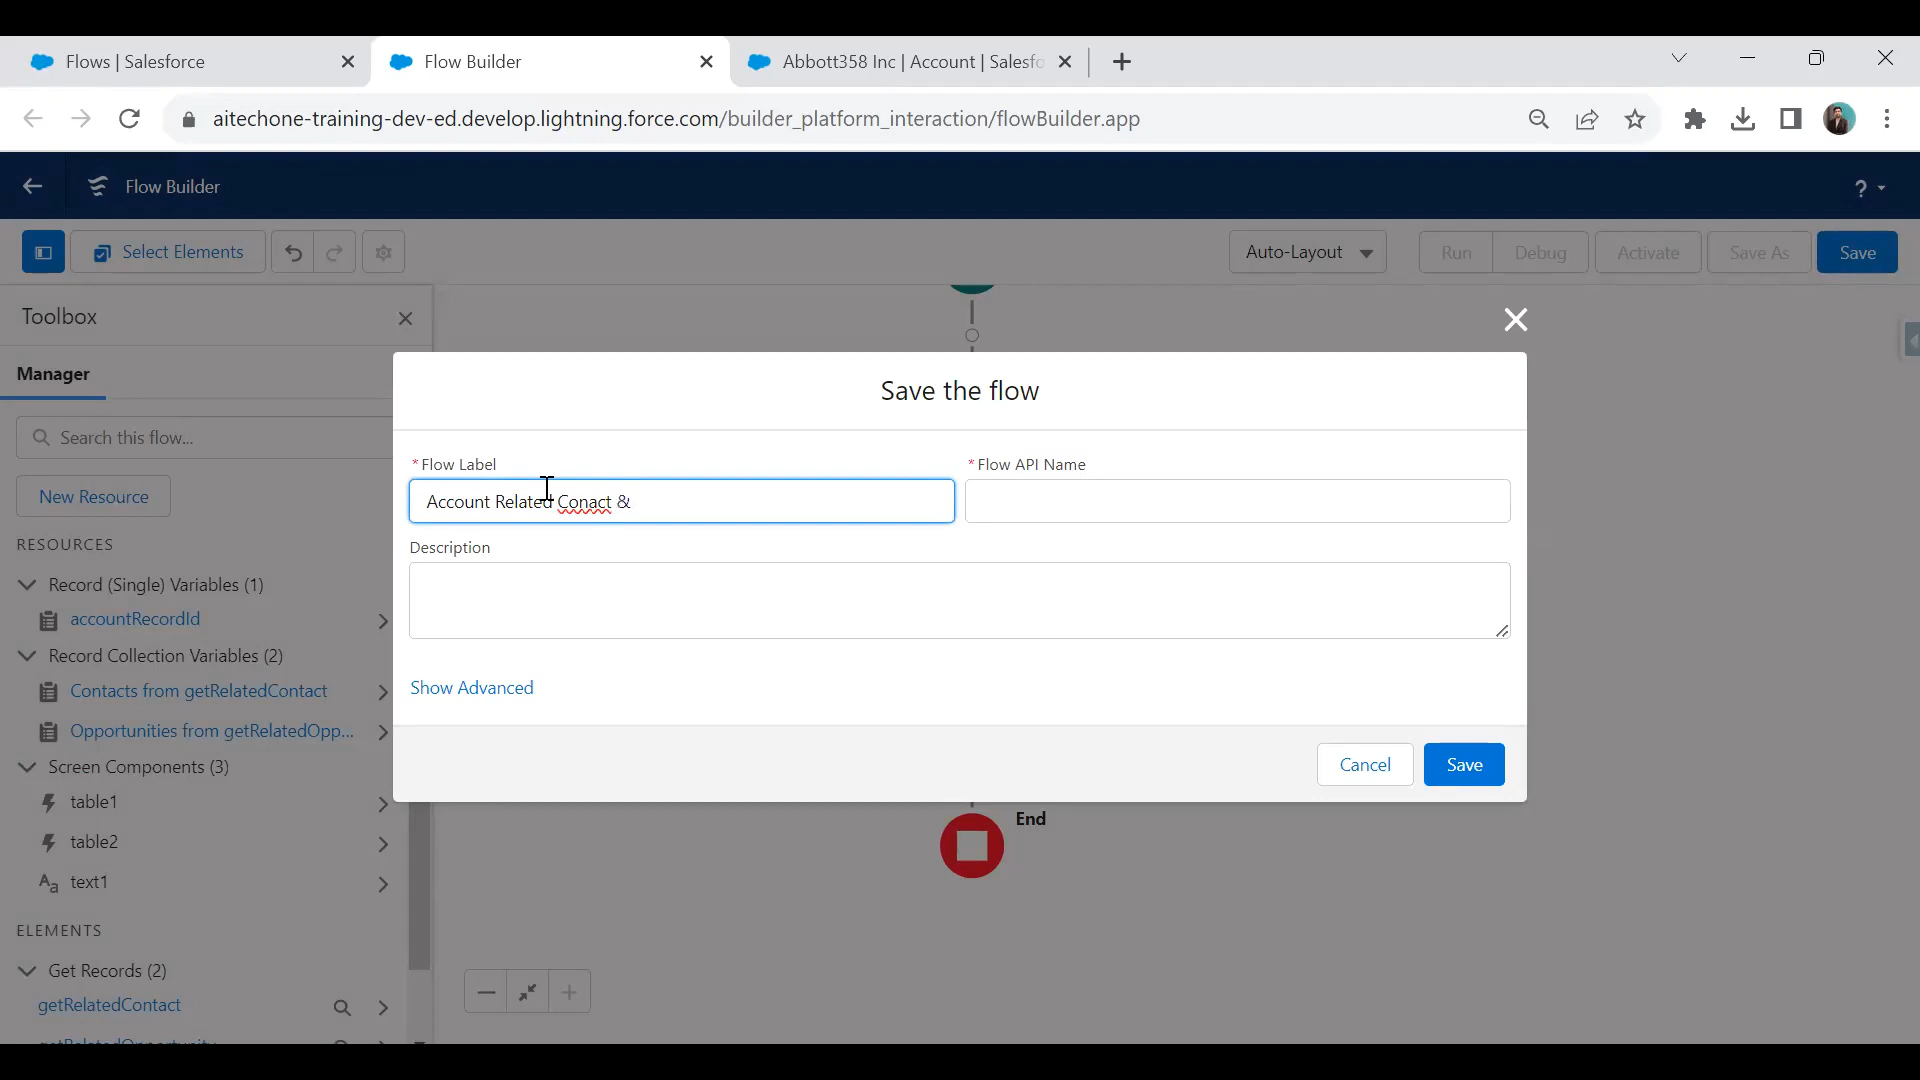 Flows | Salesforce
Flow Builder
Abbott358 Inc | Account | Salesfo
aitechone-training-dev-ed.develop.lightning.force.com/builder_platform_interaction/flowBuilder.app
Flow Builder
?
Select Elements
Auto-Layout
Run
Debug
Activate
Save As
Save
Toolbox
Manager
Search this flow...
New Resource
RESOURCES
Record (Single) Variables (1)
accountRecordId
Record Collection Variables (2)
Contacts from getRelatedContact
Opportunities from getRelatedOpp...
Screen Components (3)
table1
table2
Aa text1
ELEMENTS
Get Records (2)
getRelatedContact
getRelatedOpportunity
Save the flow
* Flow Label
Account Related Conact &
* Flow API Name
Description
Show Advanced
Cancel
Save
End